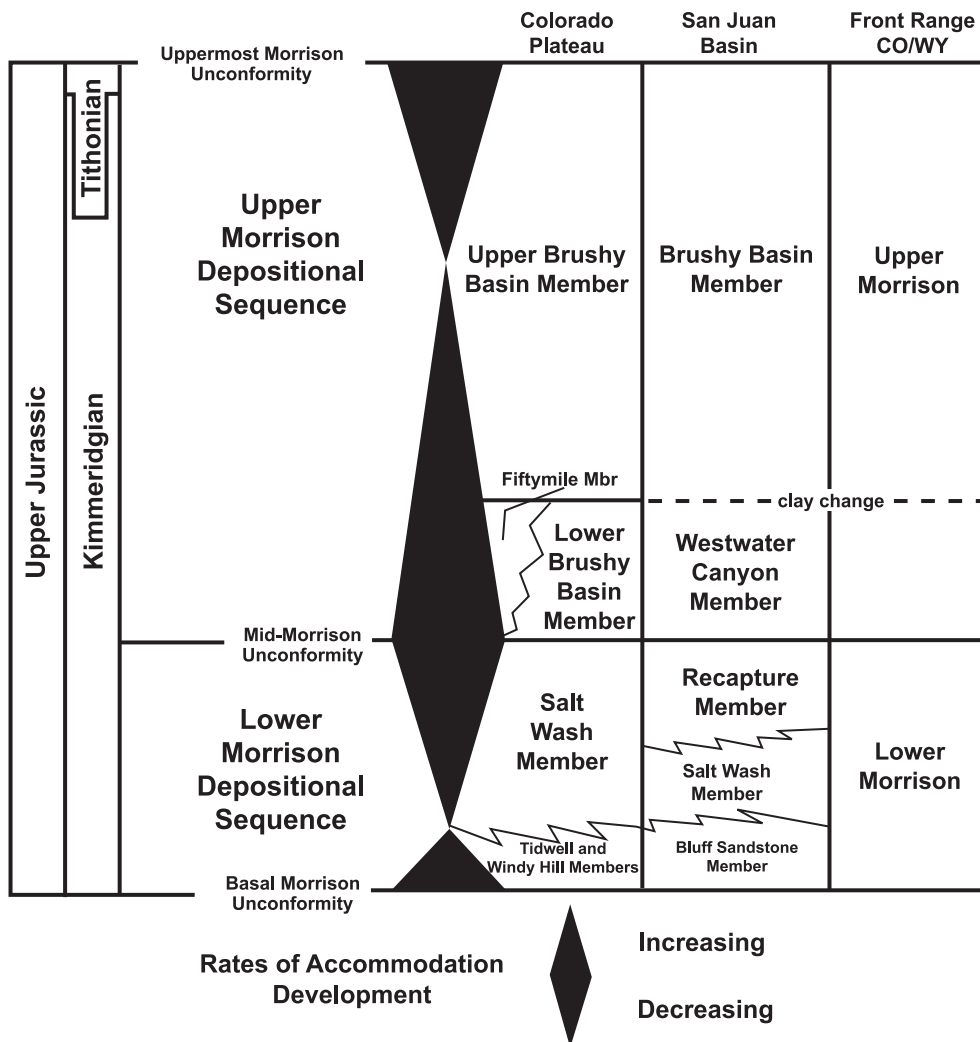 Colorado
Plateau
San Juan
Basin
Front Range
CO/WY
Uppermost Morrison
Unconformity
Upper Jurassic
Kimmeridgian
Tithonian
Upper
Morrison
Depositional
Sequence
Upper Brushy
Basin Member
Brushy Basin
Member
Upper
Morrison
Fiftymile Mbr
clay change
Lower
Brushy
Basin
Member
Westwater
Canyon
Member
Mid-Morrison
Unconformity
Lower
Morrison
Depositional
Sequence
Salt
Wash
Member
Recapture
Member
Salt Wash
Member
Lower
Morrison
Tidwell and
Windy Hill Members
Bluff Sandstone
Member
Basal Morrison
Unconformity
Rates of Accommodation
Development
Increasing
Decreasing